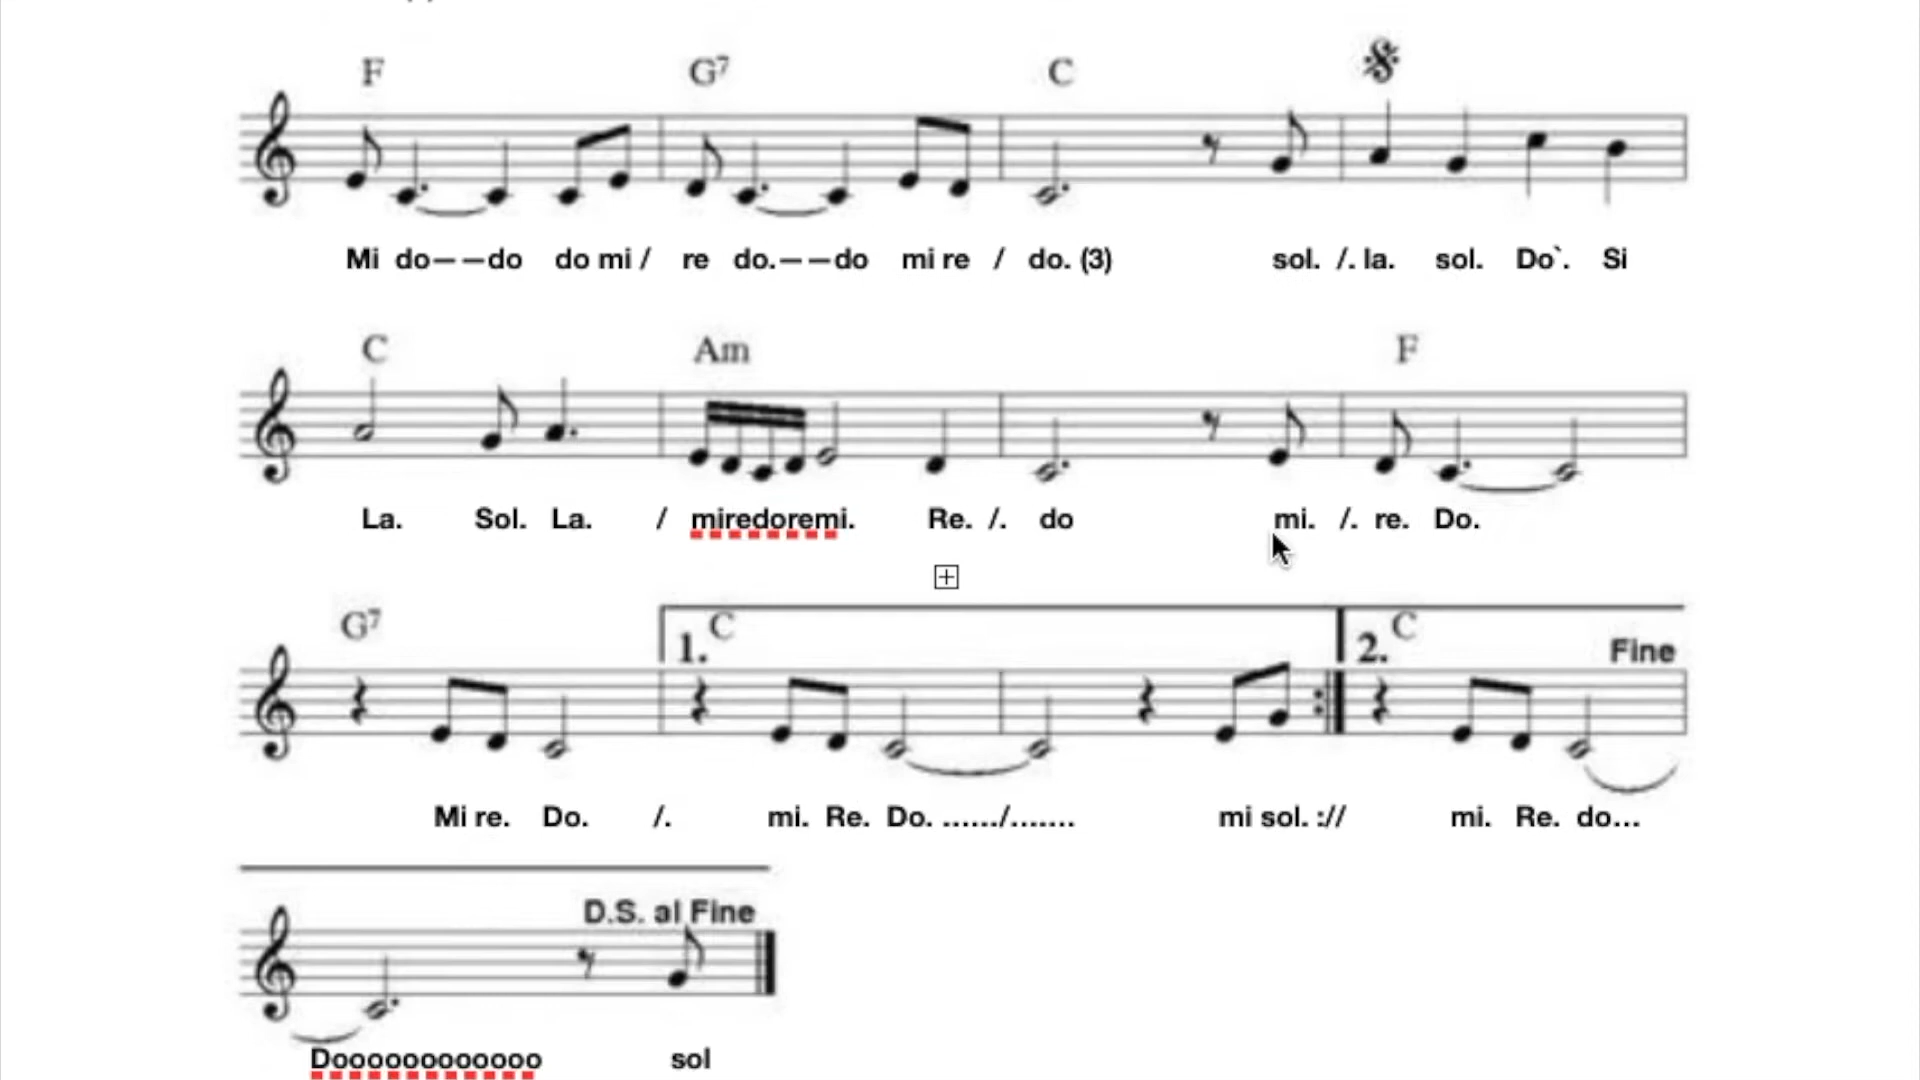 F G7 C
Mi do——do do mi / re do.——do mi re / do. (3) sol. /. la. sol. Do`. Si
C Am F
La. Sol. La. / miredoremi. Re. /. do mi. /. re. Do.
G7 1. C 2. C
Fine
Mi re. Do. /. mi. Re. Do. ....../....... mi sol. :// mi. Re. do...
D.S. al Fine
Doooooooooooo sol